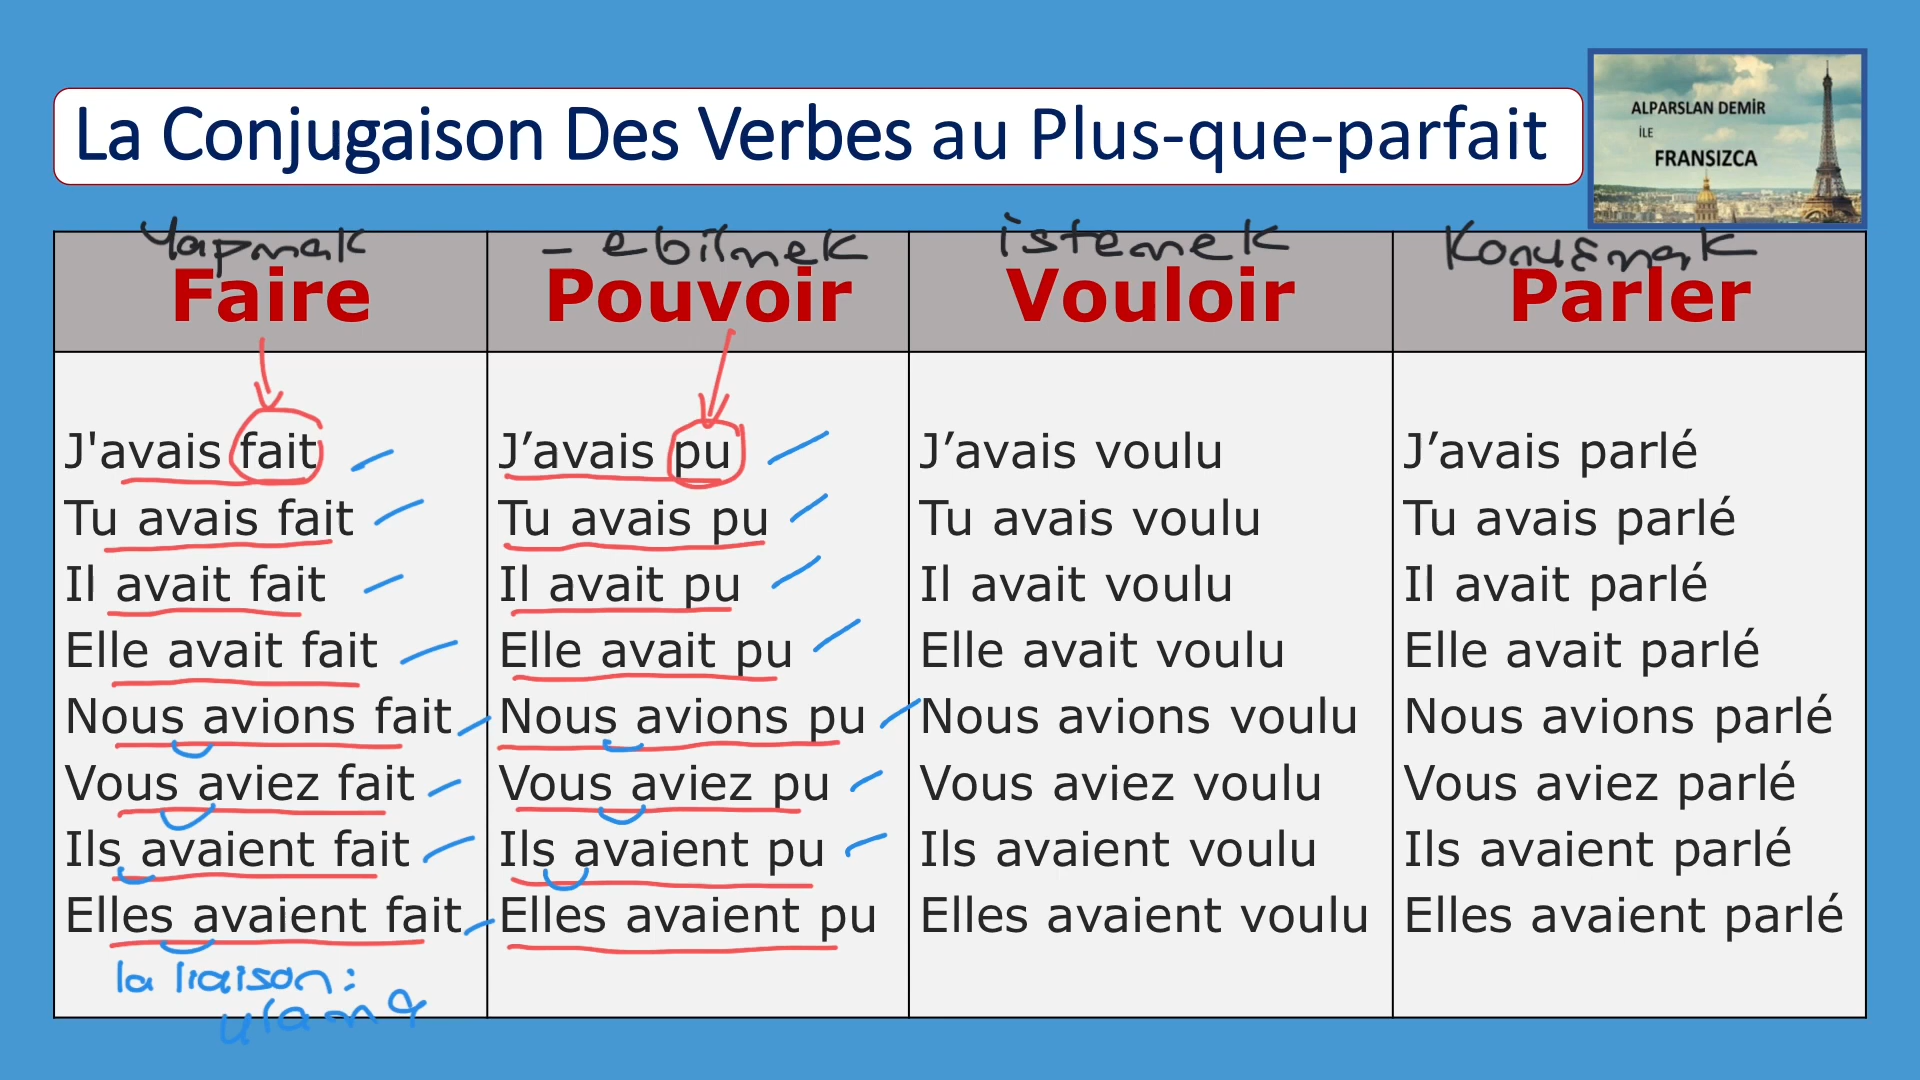 La Conjugaison Des Verbes au Plus-que-parfait
ALPARSLAN DEMİR
İLE
FRANSIZCA
Yapmak
Faire
J'avais fait
Tu avais fait
Il avait fait
Elle avait fait
Nous avions fait
Vous aviez fait
Ils avaient fait
Elles avaient fait
la liaison:
ulama
- ebilmek
Pouvoir
J’avais pu
Tu avais pu
Il avait pu
Elle avait pu
Nous avions pu
Vous aviez pu
Ils avaient pu
Elles avaient pu
istemek
Vouloir
J’avais voulu
Tu avais voulu
Il avait voulu
Elle avait voulu
Nous avions voulu
Vous aviez voulu
Ils avaient voulu
Elles avaient voulu
Konuşmak
Parler
J’avais parlé
Tu avais parlé
Il avait parlé
Elle avait parlé
Nous avions parlé
Vous aviez parlé
Ils avaient parlé
Elles avaient parlé